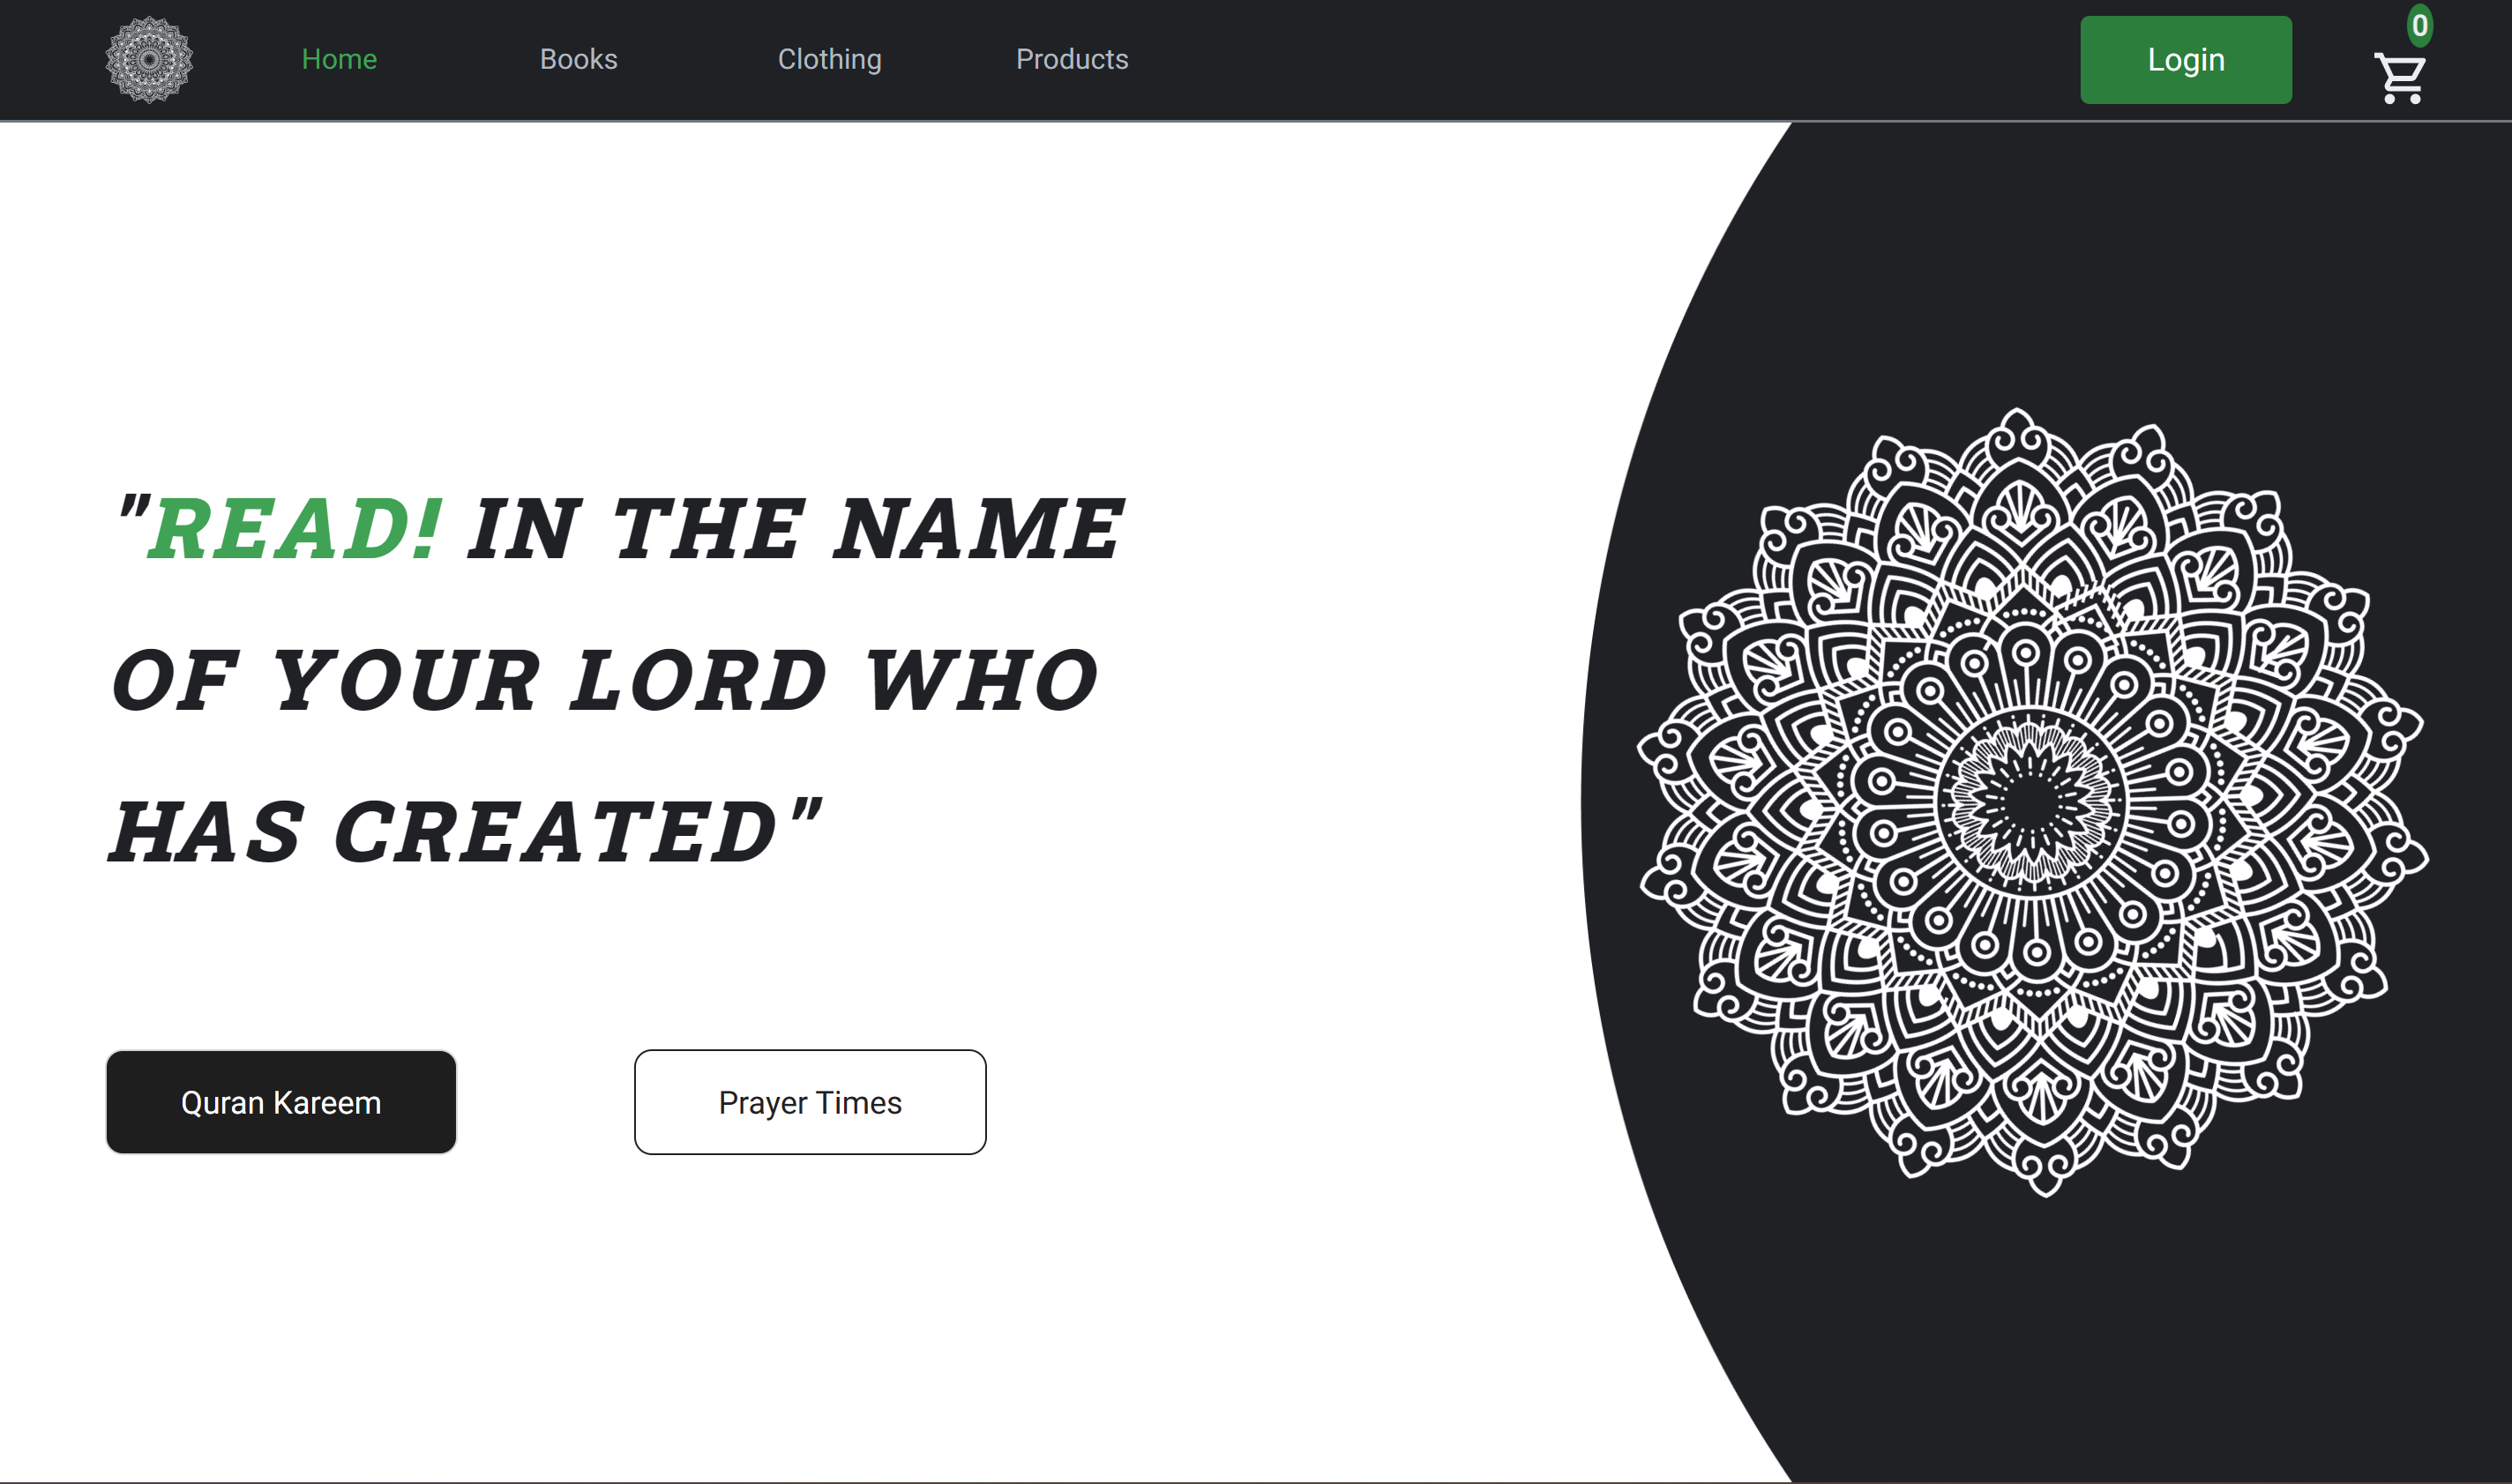 Home Books Clothing Products Login 0
"READ! IN THE NAME
OF YOUR LORD WHO
HAS CREATED"
Quran Kareem Prayer Times